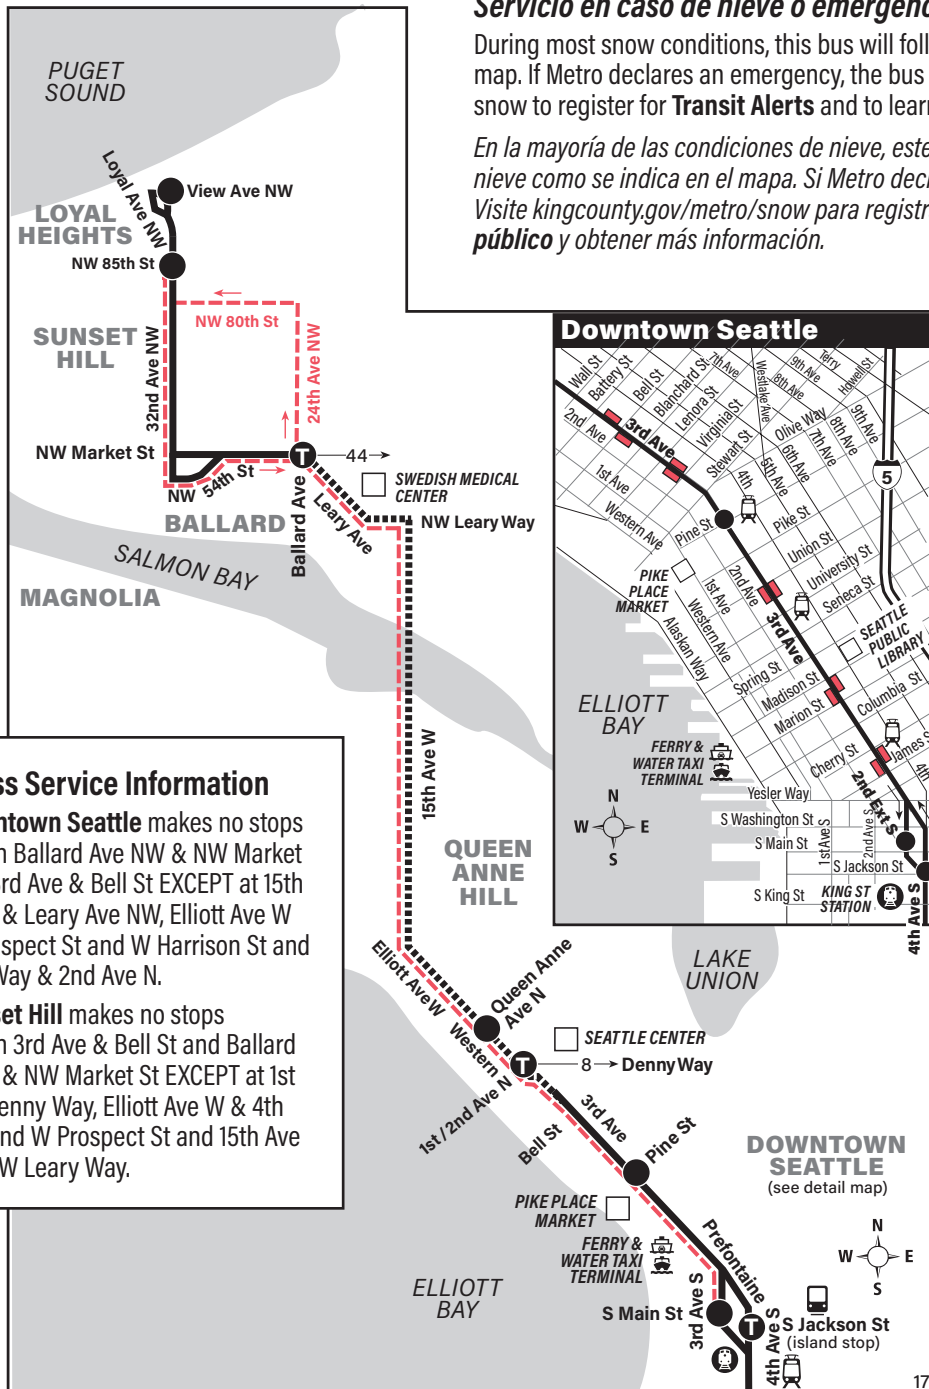 Servicio en caso de nieve o
During most snow conditions, this bus will
map. If Metro declares an emergency, the bus
snow to register for Transit Alerts and to
En la mayoría de las condiciones de nieve,
nieve como se indica en el mapa. Si Metro
Visite kingcounty.gov/metro/snow para
público y obtener más información.
PUGET
SOUND
Loyal Ave NW
View Ave NW
LOYAL
HEIGHTS
NW 85th St
NW 80th St
SUNSET
HILL
32nd Ave NW
24th Ave NW
NW Market St
T
44
SWEDISH MEDICAL
CENTER
NW 54th St
BALLARD
Ballard Ave
Leary Ave
NW Leary Way
SALMON BAY
MAGNOLIA
15th Ave W
QUEEN
ANNE
HILL
Service Information
Seattle makes no stops
Ballard Ave NW & NW Market
Ave & Bell St EXCEPT at 15th
& Leary Ave NW, Elliott Ave W
St and W Harrison St and
Way & 2nd Ave N.
Hill makes no stops
3rd Ave & Bell St and Ballard
& NW Market St EXCEPT at 1st
Way, Elliott Ave W & 4th
W Prospect St and 15th Ave
Leary Way.
Elliott Ave W
Queen Anne
Ave N
Western
SEATTLE CENTER
T
8
Denny Way
1st / 2nd Ave N
Bell St
3rd Ave
Pine St
DOWNTOWN
SEATTLE
(see detail map)
PIKE PLACE
MARKET
FERRY &
WATER TAXI
TERMINAL
Prefontaine
N
W E
S
ELLIOTT
BAY
S Main St
3rd Ave S
T
4th Ave S
S Jackson St
(island stop)
LAKE
UNION
17
Downtown Seattle
Wall St
Battery St
Bell St
Blanchard St
Lenora St
Virginia St
Stewart St
7th Ave
Westlake Ave
8th Ave
9th Ave
Terry
Howell St
Olive Way
9th Ave
8th Ave
7th Ave
6th Ave
5th Ave
4th
2nd Ave
3rd Ave
1st Ave
Western Ave
5
Pine St
Pike St
Union St
University St
Seneca St
PIKE
PLACE
MARKET
1st Ave
2nd Ave
Western Ave
Alaskan Way
3rd Ave
SEATTLE
PUBLIC
LIBRARY
Spring St
Madison St
Marion St
Columbia St
Cherry St
James
4th
ELLIOTT
BAY
FERRY &
WATER TAXI
TERMINAL
N
W E
S
2nd Ext S
Yesler Way
S Washington St
S Main St
1st Ave S
2nd Ave S
S Jackson St
S King St
KING ST
STATION
4th Ave S